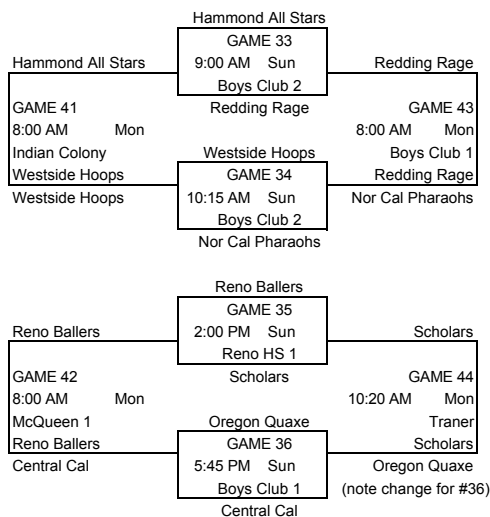 Hammond All Stars
GAME 33
Hammond All Stars 9:00 AM Sun Redding Rage
Boys Club 2
GAME 41 Redding Rage GAME 43
8:00 AM Mon 8:00 AM Mon
Indian Colony Westside Hoops Boys Club 1
Westside Hoops GAME 34 Redding Rage
Westside Hoops 10:15 AM Sun Nor Cal Pharaohs
Boys Club 2
Nor Cal Pharaohs
Reno Ballers
GAME 35
Reno Ballers 2:00 PM Sun Scholars
Reno HS 1
GAME 42 Scholars GAME 44
8:00 AM Mon 10:20 AM Mon
McQueen 1 Oregon Quaxe Traner
Reno Ballers GAME 36 Scholars
Central Cal 5:45 PM Sun Oregon Quaxe
Boys Club 1 (note change for #36)
Central Cal